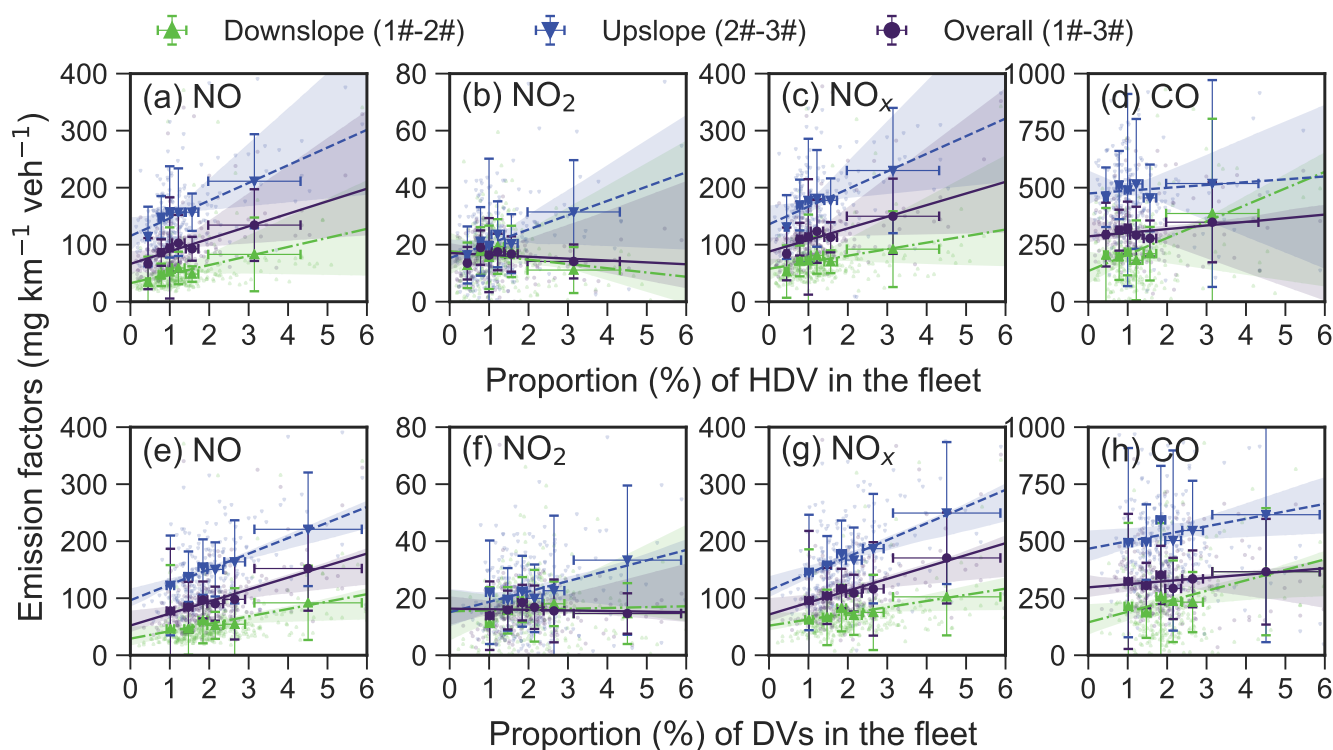 Downslope (1#-2#) Upslope (2#-3#) Overall (1#-3#)
Emission factors (mg km⁻¹ veh⁻¹)
(a) NO
400
300
200
100
0
0 1 2 3 4 5 6
(b) NO₂
80
60
40
20
0
0 1 2 3 4 5 6
(c) NOₓ
400
300
200
100
0
0 1 2 3 4 5 6
(d) CO
1000
750
500
250
0
0 1 2 3 4 5 6
Proportion (%) of HDV in the fleet
(e) NO
400
300
200
100
0
0 1 2 3 4 5 6
(f) NO₂
80
60
40
20
0
0 1 2 3 4 5 6
(g) NOₓ
400
300
200
100
0
0 1 2 3 4 5 6
(h) CO
1000
750
500
250
0
0 1 2 3 4 5 6
Proportion (%) of DVs in the fleet